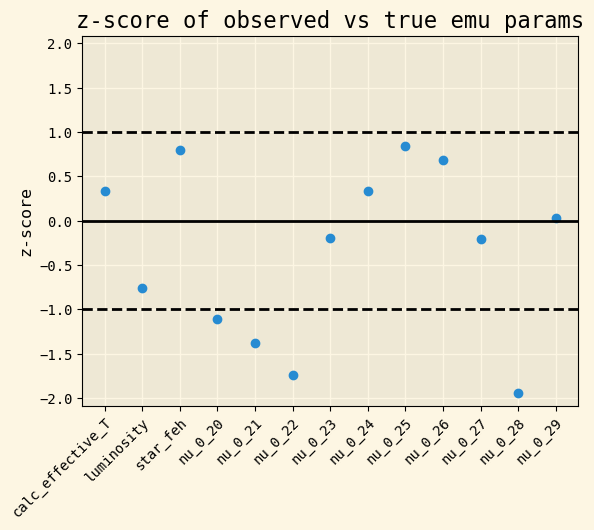 z-score of observed vs true emu params
2.0
1.5
1.0
0.5
0.0
−0.5
−1.0
−1.5
−2.0
z-score
calc_effective_T
luminosity
star_feh
nu_0_20
nu_0_21
nu_0_22
nu_0_23
nu_0_24
nu_0_25
nu_0_26
nu_0_27
nu_0_28
nu_0_29